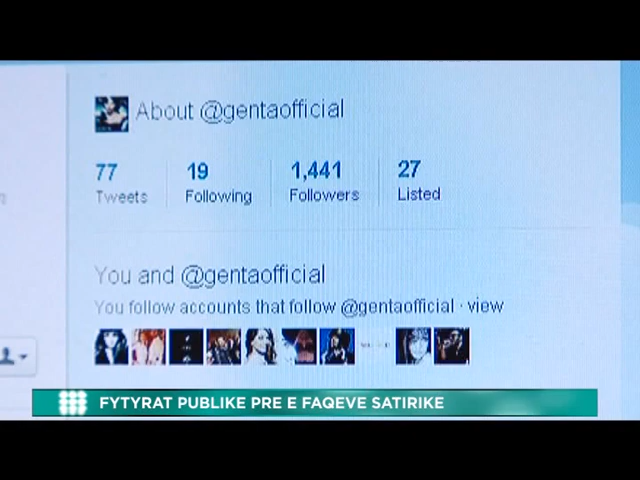 About @gentaofficial
77 19 1,441 27
Tweets Following Followers Listed
You and @gentaofficial
You follow accounts that follow @gentaofficial · view
FYTYRAT PUBLIKE PRE E FAQEVE SATIRIKE